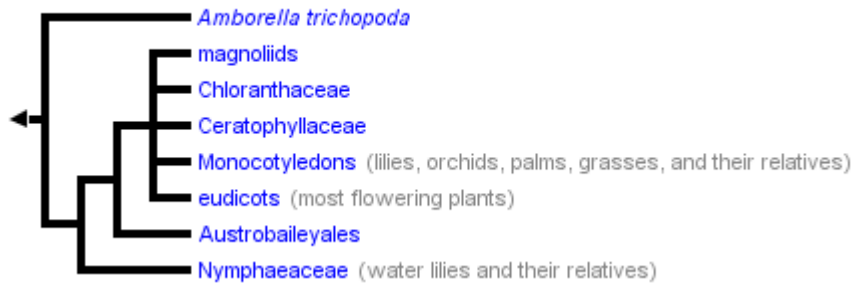 Amborella trichopoda
magnoliids
Chloranthaceae
Ceratophyllaceae
Monocotyledons (lilies, orchids, palms, grasses, and their relatives)
eudicots (most flowering plants)
Austrobaileyales
Nymphaeaceae (water lilies and their relatives)